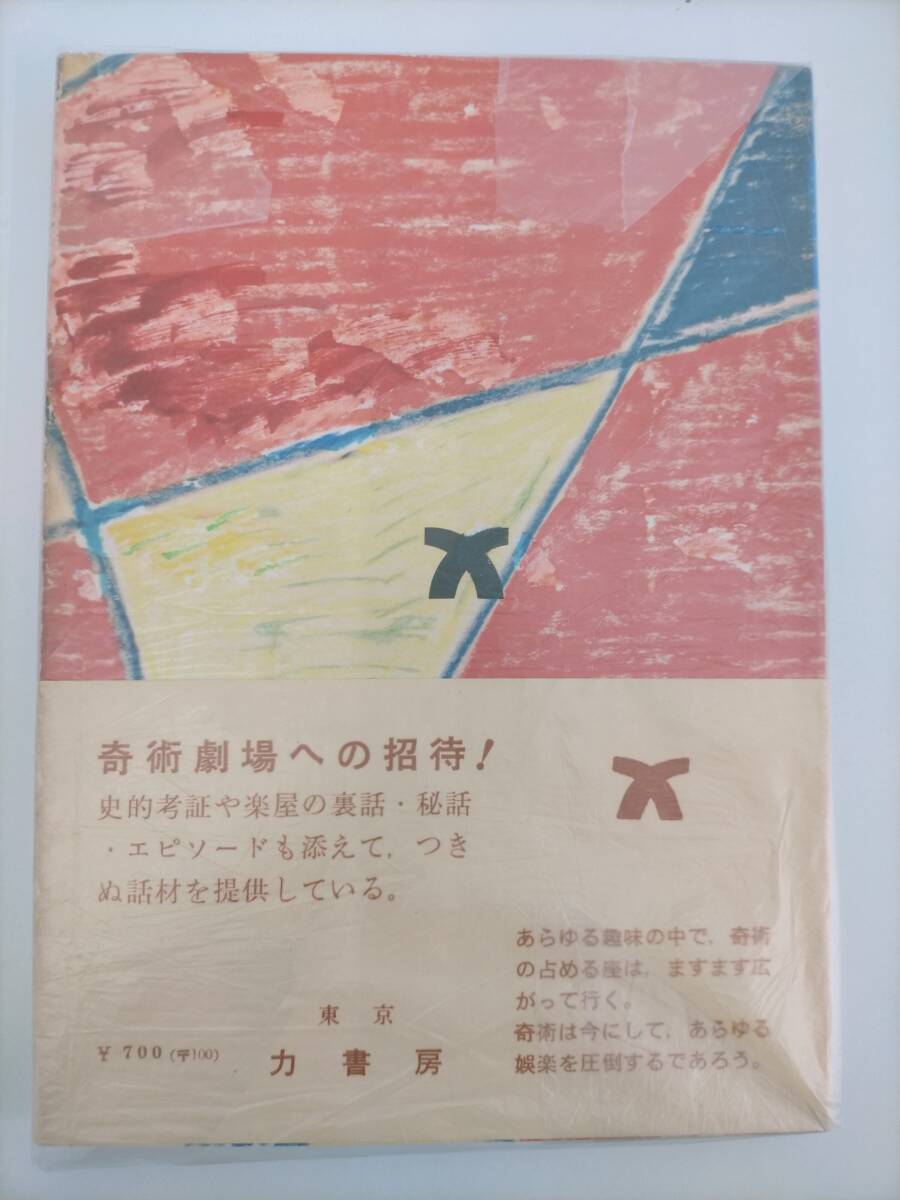 奇術劇場への招待!
史的考証や楽屋の裏話・秘話
・エピソードも添えて，つき
ぬ話材を提供している。
あらゆる趣味の中で，奇術
の占める座は，ますます広
がって行く。
奇術は今にして，あらゆる
娯楽を圧倒するであろう。
東京
¥ 700 (〒100)
力書房